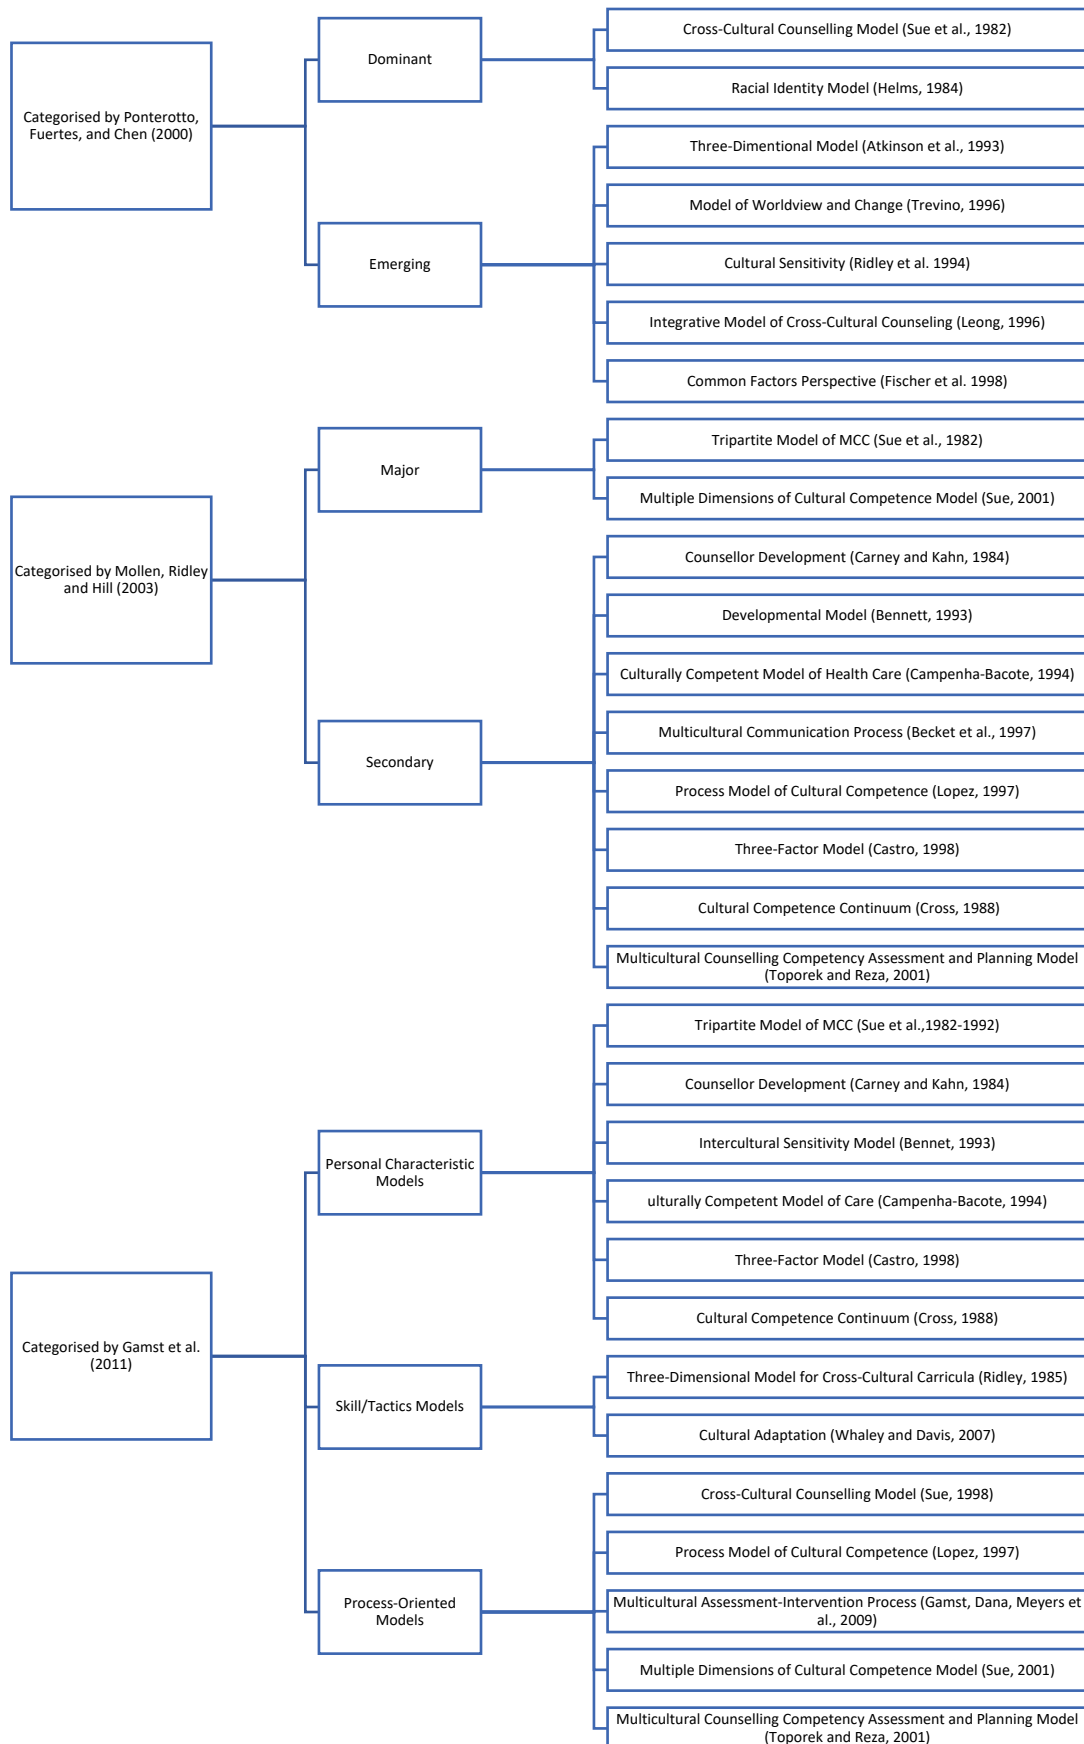 Categorised by Ponterotto,
Fuertes, and Chen (2000)
Dominant
Cross-Cultural Counselling Model (Sue et al., 1982)
Racial Identity Model (Helms, 1984)
Emerging
Three-Dimentional Model (Atkinson et al., 1993)
Model of Worldview and Change (Trevino, 1996)
Cultural Sensitivity (Ridley et al. 1994)
Integrative Model of Cross-Cultural Counseling (Leong, 1996)
Common Factors Perspective (Fischer et al. 1998)
Categorised by Mollen, Ridley
and Hill (2003)
Major
Tripartite Model of MCC (Sue et al., 1982)
Multiple Dimensions of Cultural Competence Model (Sue, 2001)
Secondary
Counsellor Development (Carney and Kahn, 1984)
Developmental Model (Bennett, 1993)
Culturally Competent Model of Health Care (Campenha-Bacote, 1994)
Multicultural Communication Process (Becket et al., 1997)
Process Model of Cultural Competence (Lopez, 1997)
Three-Factor Model (Castro, 1998)
Cultural Competence Continuum (Cross, 1988)
Multicultural Counselling Competency Assessment and Planning Model
(Toporek and Reza, 2001)
Categorised by Gamst et al.
(2011)
Personal Characteristic
Models
Tripartite Model of MCC (Sue et al.,1982-1992)
Counsellor Development (Carney and Kahn, 1984)
Intercultural Sensitivity Model (Bennet, 1993)
ulturally Competent Model of Care (Campenha-Bacote, 1994)
Three-Factor Model (Castro, 1998)
Cultural Competence Continuum (Cross, 1988)
Skill/Tactics Models
Three-Dimensional Model for Cross-Cultural Carricula (Ridley, 1985)
Cultural Adaptation (Whaley and Davis, 2007)
Process-Oriented
Models
Cross-Cultural Counselling Model (Sue, 1998)
Process Model of Cultural Competence (Lopez, 1997)
Multicultural Assessment-Intervention Process (Gamst, Dana, Meyers et
al., 2009)
Multiple Dimensions of Cultural Competence Model (Sue, 2001)
Multicultural Counselling Competency Assessment and Planning Model
(Toporek and Reza, 2001)